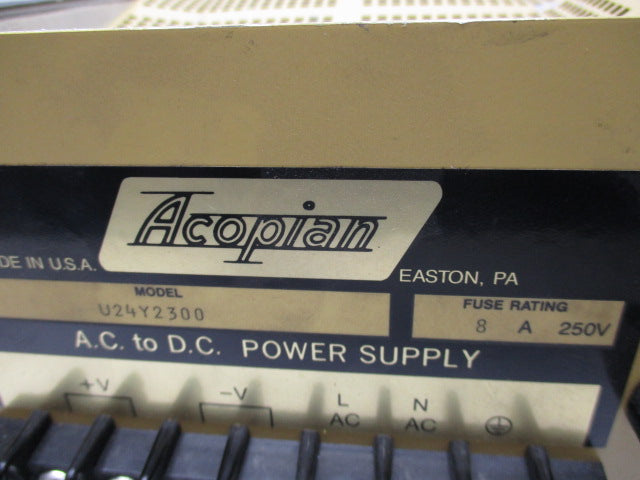 Acopian
DE IN U.S.A.
EASTON, PA
MODEL
U24Y2300
FUSE RATING
8 A 250V
A.C. to D.C. POWER SUPPLY
+V -V L N
AC AC